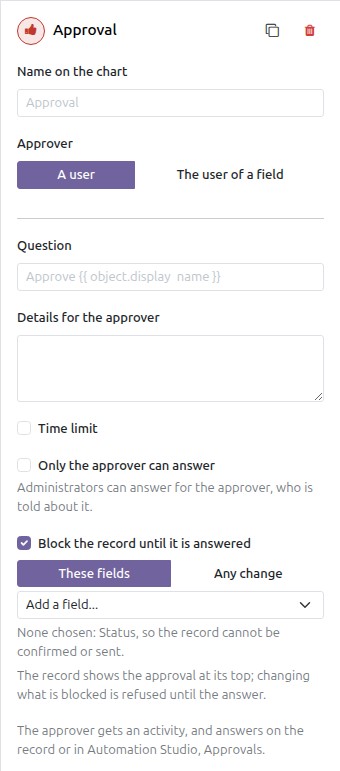 Approval
Name on the chart
Approval
Approver
A user
The user of a field
Question
Approve {{ object.display name }}
Details for the approver
Time limit
Only the approver can answer
Administrators can answer for the approver, who is
told about it.
Block the record until it is answered
These fields
Any change
Add a field...
None chosen: Status, so the record cannot be
confirmed or sent.
The record shows the approval at its top; changing
what is blocked is refused until the answer.
The approver gets an activity, and answers on the
record or in Automation Studio, Approvals.